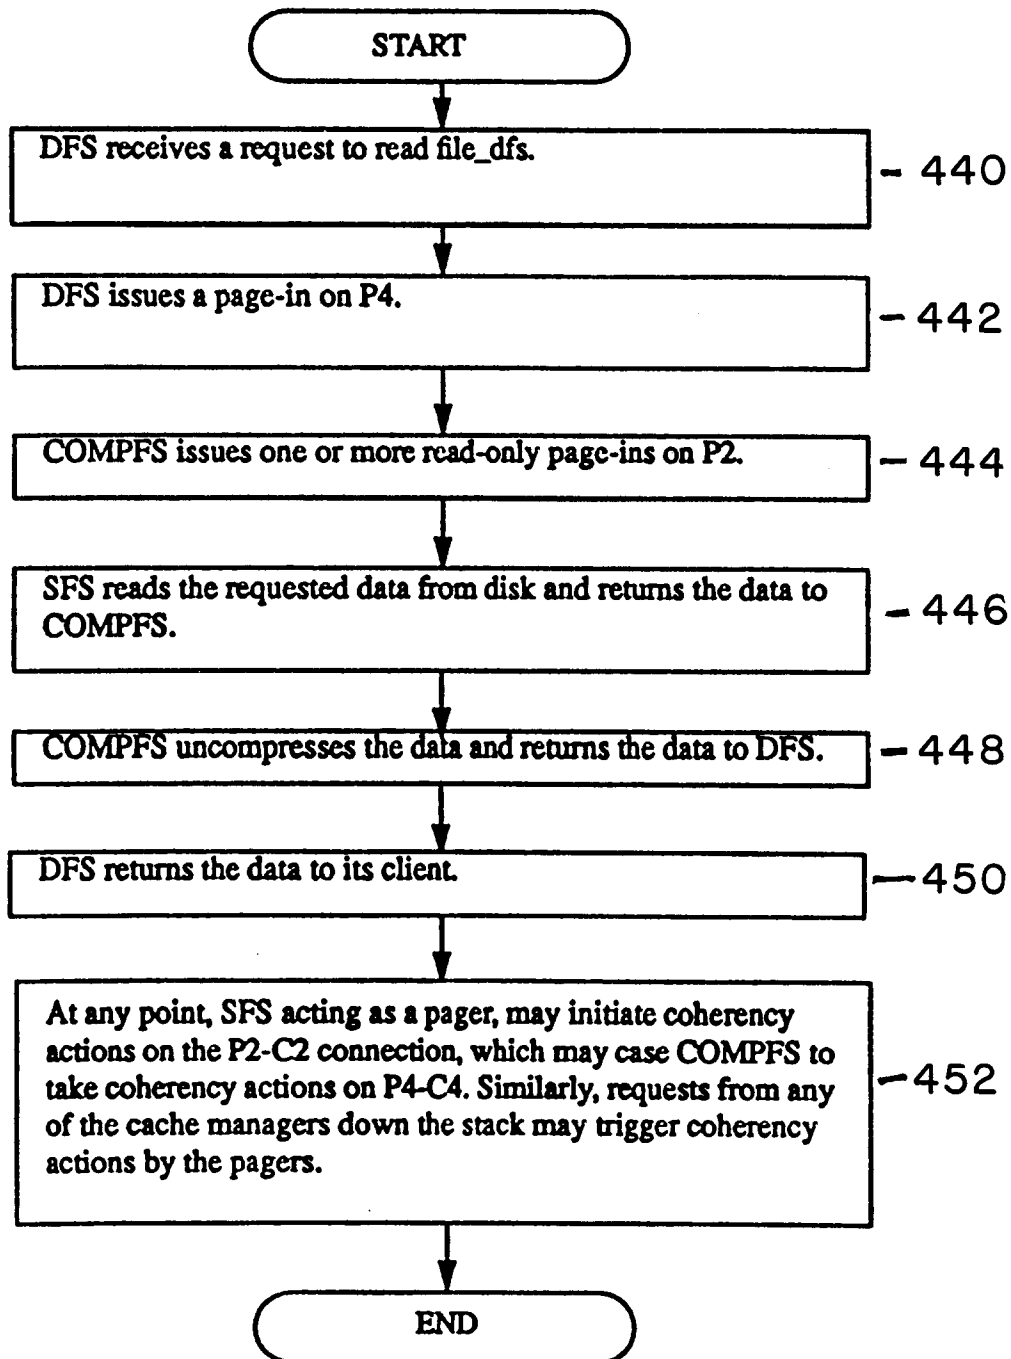 START
DFS receives a request to read file_dfs.
- 440
DFS issues a page-in on P4.
- 442
COMPFS issues one or more read-only page-ins on P2.
- 444
SFS reads the requested data from disk and returns the data to
COMPFS.
- 446
COMPFS uncompresses the data and returns the data to DFS.
- 448
DFS returns the data to its client.
- 450
At any point, SFS acting as a pager, may initiate coherency
actions on the P2-C2 connection, which may case COMPFS to
take coherency actions on P4-C4. Similarly, requests from any
of the cache managers down the stack may trigger coherency
actions by the pagers.
- 452
END